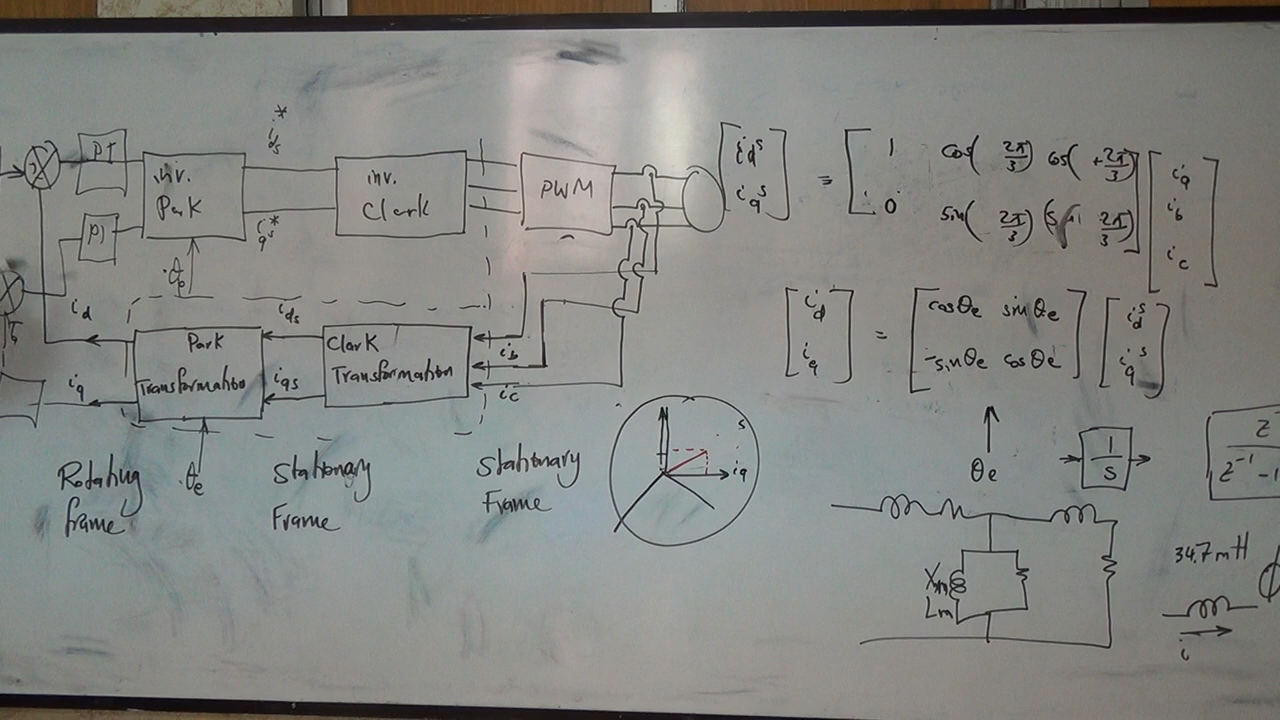 PI
inv.
Park
i*ds
i*qs
inv.
Clark
PWM
PI
θe
id
iq
Park
Transformation
ids
iqs
Clark
Transformation
ib
ic
θe
Rotating
frame
Stationary
Frame
Stationary
Frame
[ids iqs] = [1 cos( 2π/3) cos( +2π/3) 0 sin( 2π/3) ( 2π/3)] [ia ib ic]
[id iq] = [cosθe sinθe -sinθe cosθe] [ids iqs]
s
iq
θe
1/s
z
z⁻¹ -1
Xm
Lm
34.7mH
i